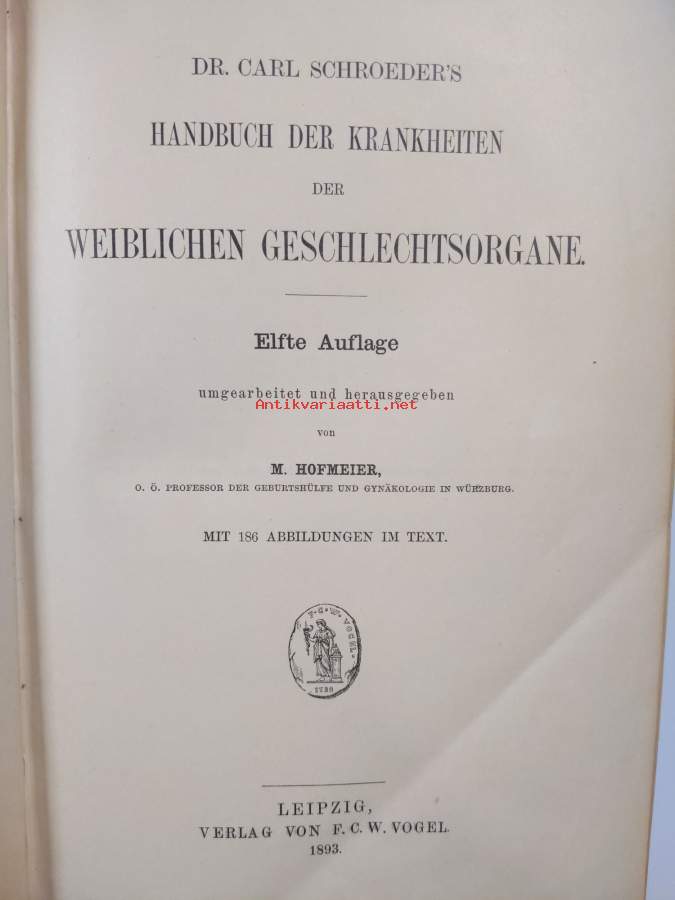 DR. CARL SCHROEDER'S
HANDBUCH DER KRANKHEITEN
DER
WEIBLICHEN GESCHLECHTSORGANE.
Elfte Auflage
umgearbeitet und herausgegeben
Antikvariaatti.net
von
M. HOFMEIER,
O. Ö. PROFESSOR DER GEBURTSHÜLFE UND GYNÄKOLOGIE IN WÜRZBURG.
MIT 186 ABBILDUNGEN IM TEXT.
F. C. W. VOGEL.
LEIPZIG,
VERLAG VON F. C. W. VOGEL.
1893.